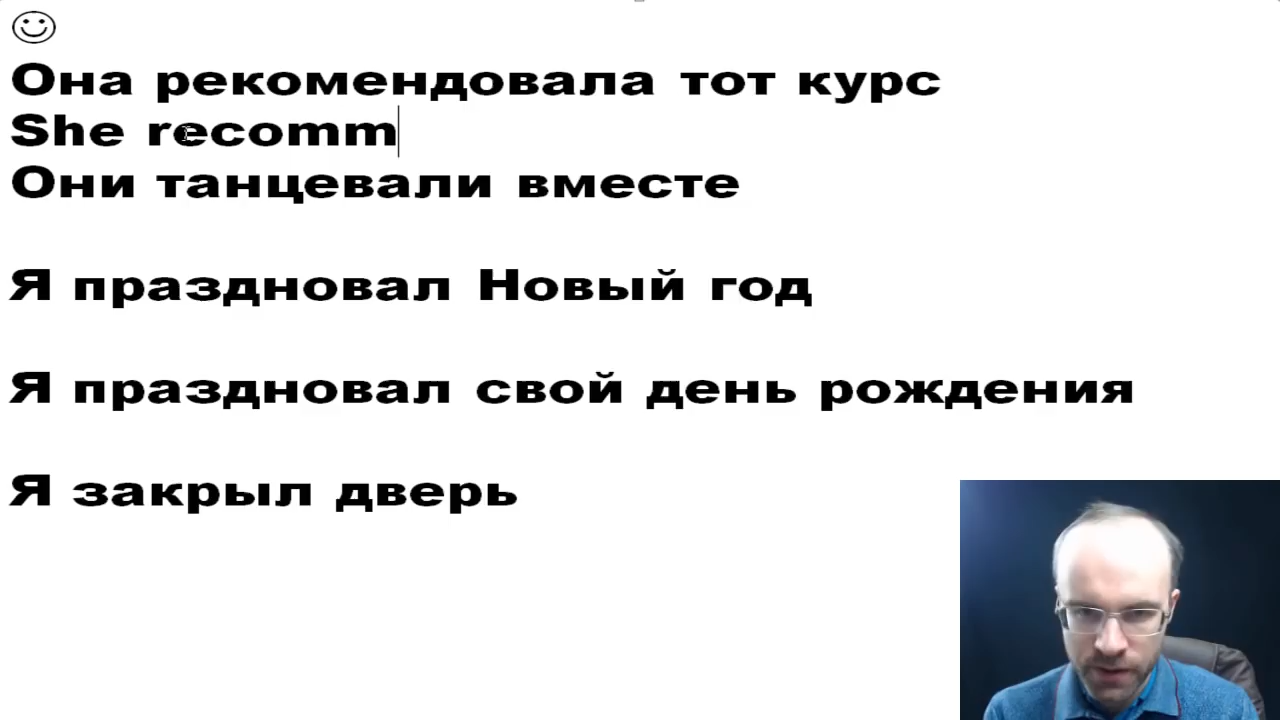 Она рекомендовала тот курс
She recomm
Они танцевали вместе
Я праздновал Новый год
Я праздновал свой день рождения
Я закрыл дверь